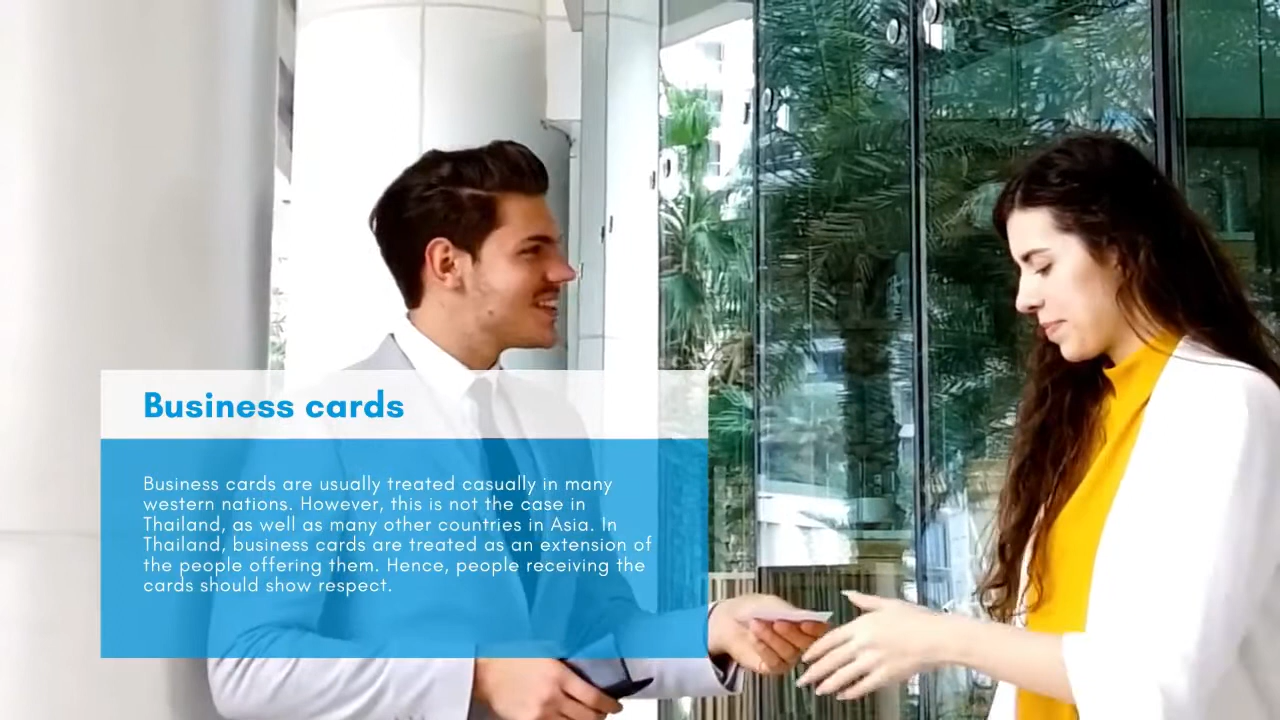 Business cards
Business cards are usually treated casually in many
western nations. However, this is not the case in
Thailand, as well as many other countries in Asia. In
Thailand, business cards are treated as an extension of
the people offering them. Hence, people receiving the
cards should show respect.